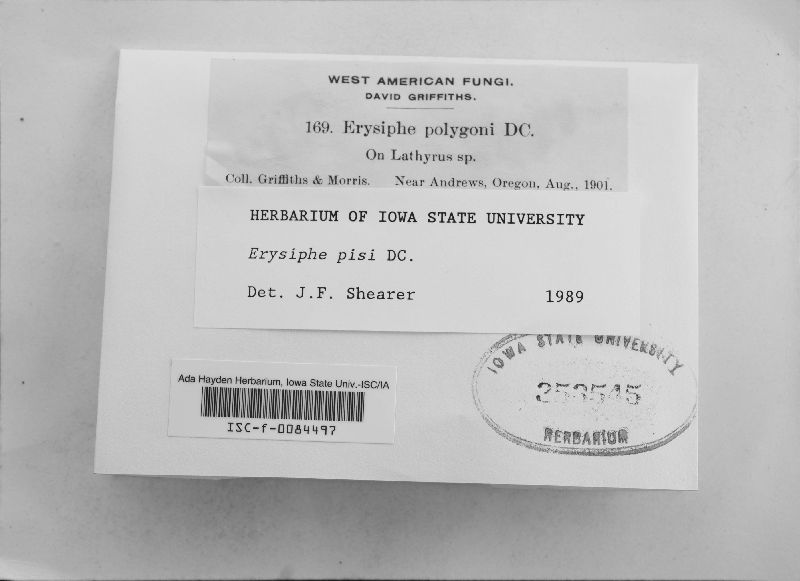 WEST AMERICAN FUNGI.
DAVID GRIFFITHS.
169. Erysiphe polygoni DC.
On Lathyrus sp.
Coll. Griffiths & Morris. Near Andrews, Oregon, Aug., 1901.
HERBARIUM OF IOWA STATE UNIVERSITY
Erysiphe pisi DC.
Det. J.F. Shearer 1989
Ada Hayden Herbarium, Iowa State Univ.-ISC/IA
ISC-f-0084497
IOWA STATE UNIVERSITY
253545
HERBARIUM